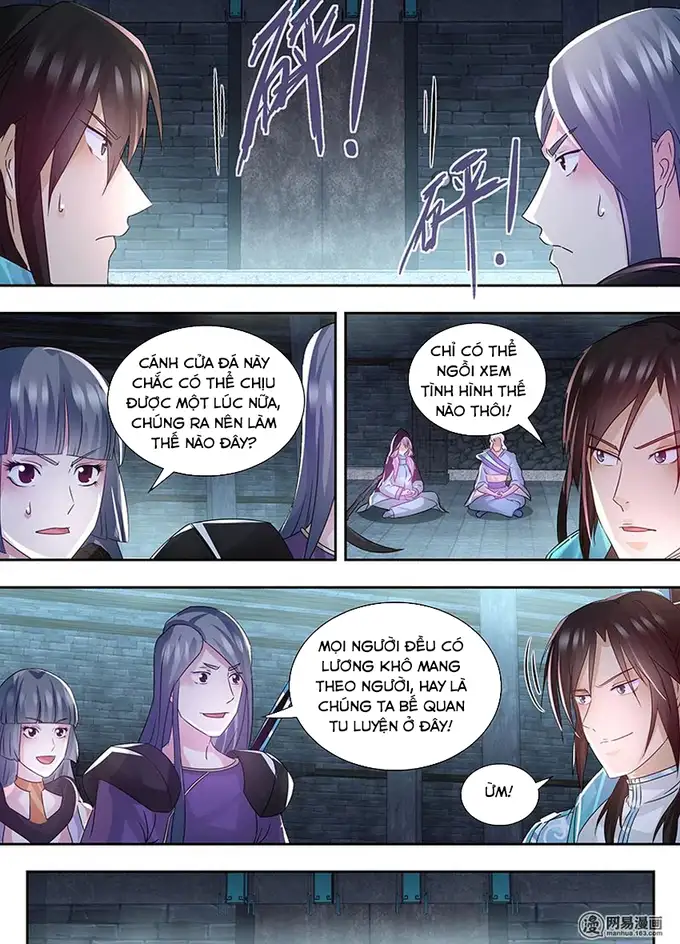 砰!
砰!
CÁNH CỬA ĐÁ NÀY
CHẮC CÓ THỂ CHỊU
ĐƯỢC MỘT LÚC NỮA,
CHÚNG RA NÊN LÀM
THẾ NÀO ĐÂY?
CHỈ CÓ THỂ
NGỒI XEM
TÌNH HÌNH THẾ
NÀO THÔI!
MỌI NGƯỜI ĐỀU CÓ
LƯƠNG KHÔ MANG
THEO NGƯỜI, HAY LÀ
CHÚNG TA BẾ QUAN
TU LUYỆN Ở ĐÂY!
ỪM!
网易漫画
manhua.163.com